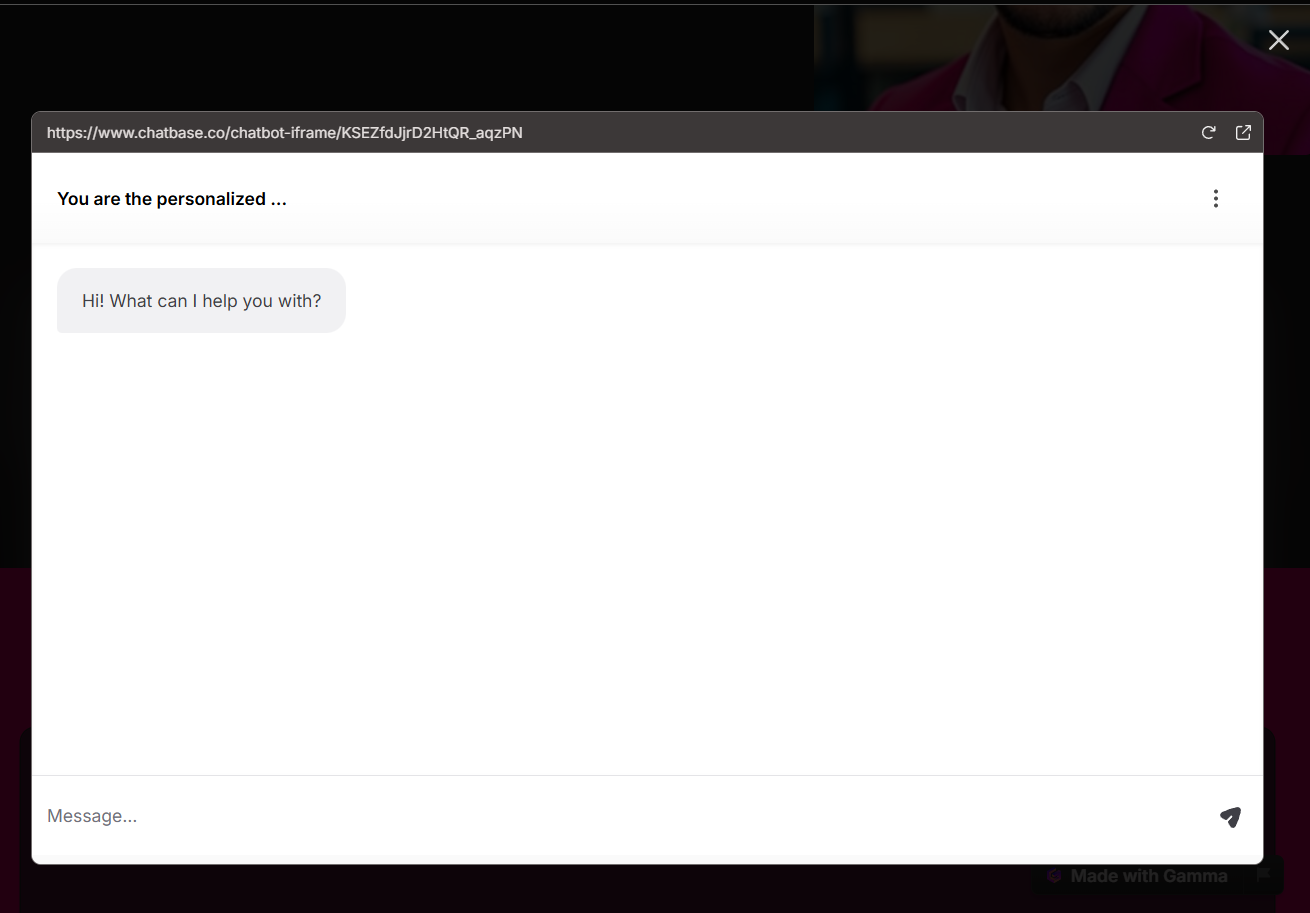 https://www.chatbase.co/chatbot-iframe/KSEZfdJjrD2HtQR_aqzPN
You are the personalized ...
Hi! What can I help you with?
Message...
Made with Gamma